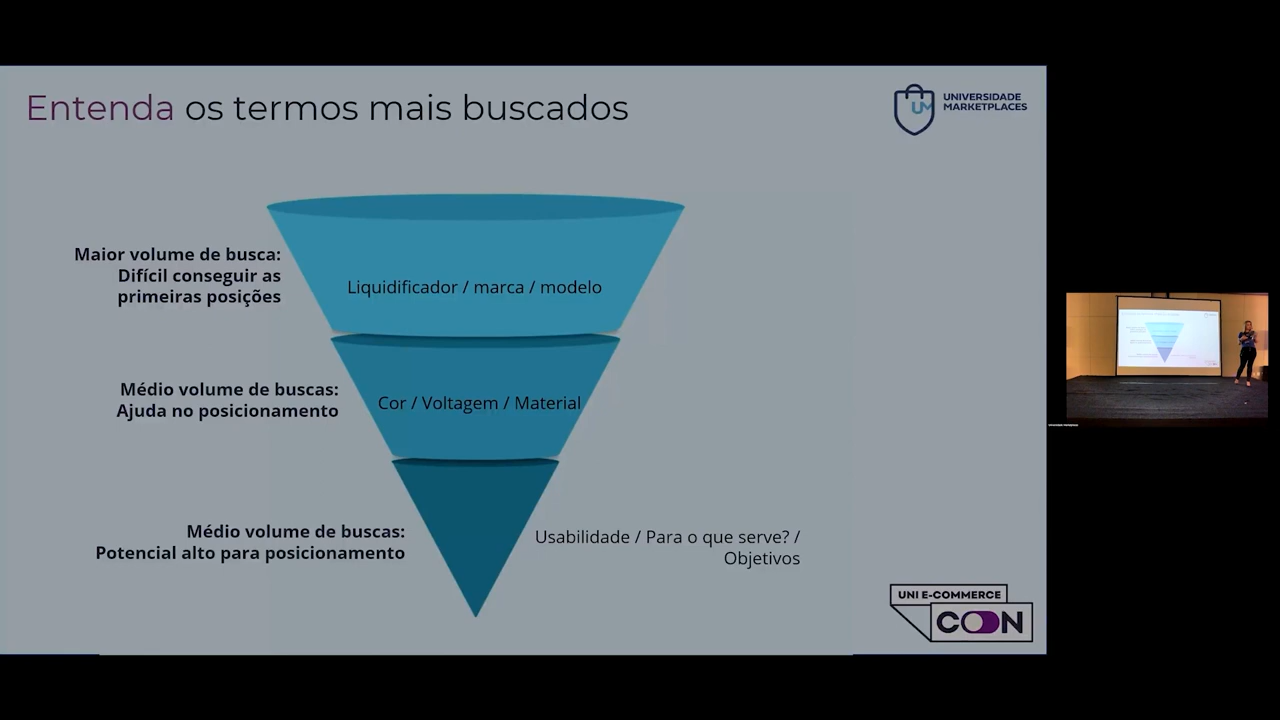 Entenda os termos mais buscados
UNIVERSIDADE
MARKETPLACES
Maior volume de busca:
Difícil conseguir as
primeiras posições
Liquidificador / marca / modelo
Médio volume de buscas:
Ajuda no posicionamento
Cor / Voltagem / Material
Médio volume de buscas:
Potencial alto para posicionamento
Usabilidade / Para o que serve? /
Objetivos
UNI E-COMMERCE
CON